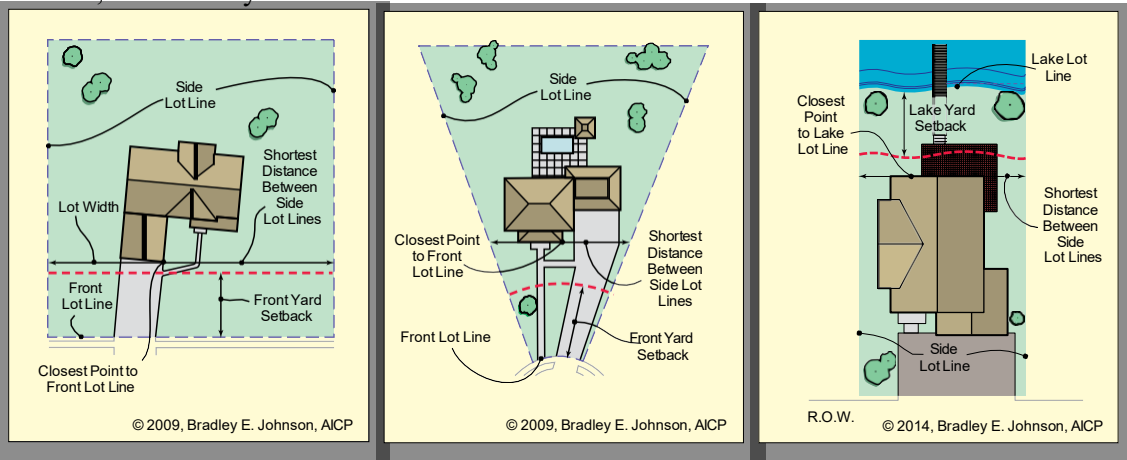 Side
Lot Line
Shortest
Distance
Between
Side
Lot Lines
Lot Width
Front
Lot Line
Front Yard
Setback
Closest Point to
Front Lot Line
© 2009, Bradley E. Johnson, AICP
Side
Lot Line
Closest Point
to Front
Lot Line
Shortest
Distance
Between
Side Lot
Lines
Front Lot Line
Front Yard
Setback
© 2009, Bradley E. Johnson, AICP
Lake Lot
Line
Closest
Point
to Lake
Lot Line
Lake Yard
Setback
Shortest
Distance
Between
Side
Lot Lines
Side
Lot Line
R.O.W.
© 2014, Bradley E. Johnson, AICP